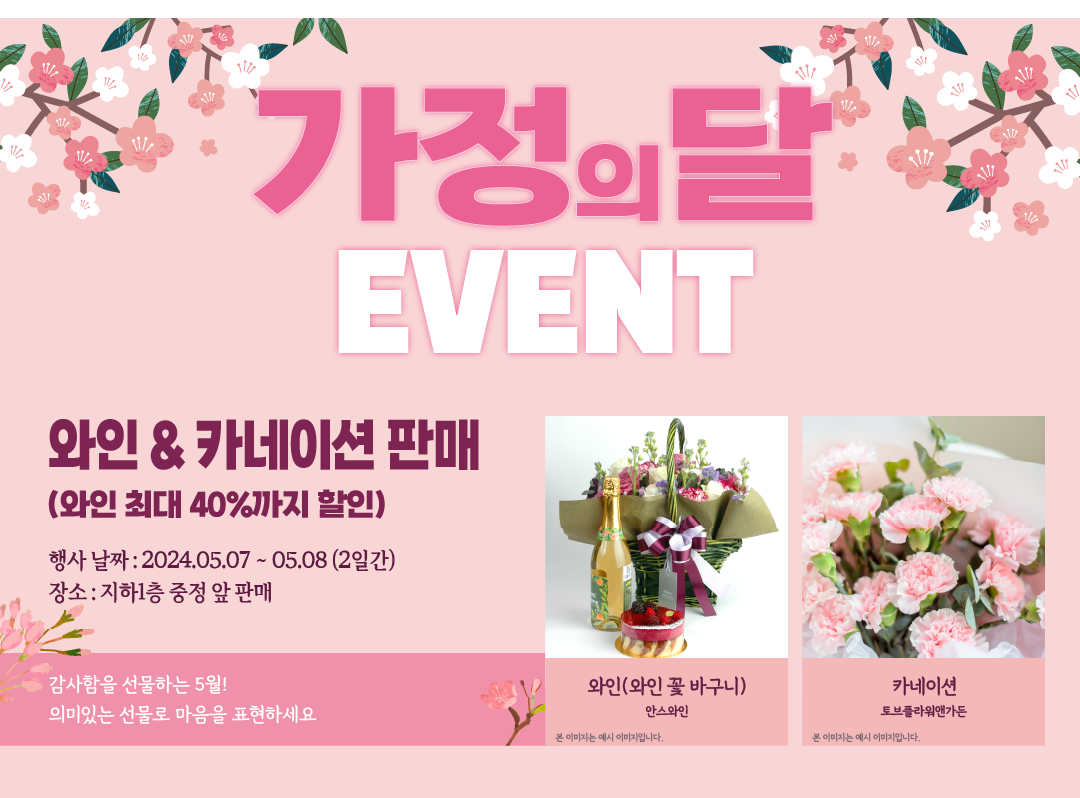 가정의달
EVENT
와인 & 카네이션 판매
(와인 최대 40%까지 할인)
행사 날짜 : 2024.05.07 ~ 05.08 (2일간)
장소 : 지하1층 중정 앞 판매
감사함을 선물하는 5월!
의미있는 선물로 마음을 표현하세요
와인(와인 꽃 바구니)
안스와인
본 이미지는 예시 이미지입니다.
카네이션
토브플라워앤가든
본 이미지는 예시 이미지입니다.